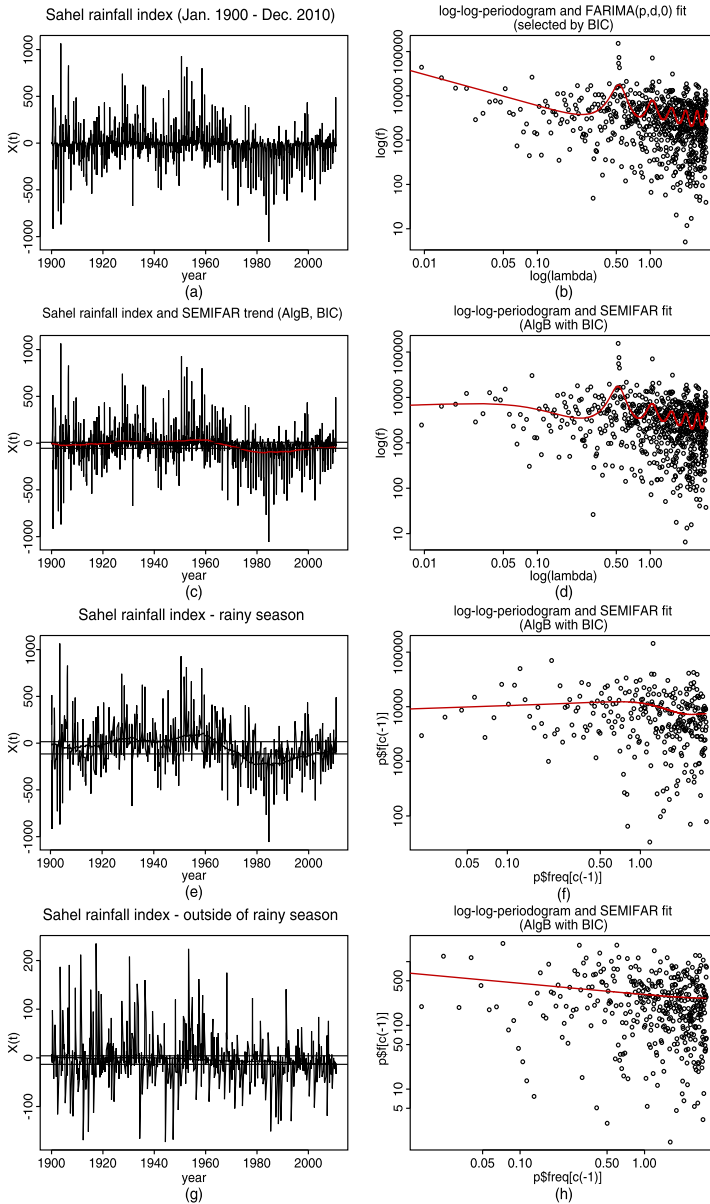 Sahel rainfall index (Jan. 1900 - Dec. 2010)
1000
500
0
-500
-1000
X(t)
1900 1920 1940 1960 1980 2000
year
(a)
log-log-periodogram and FARIMA(p,d,0) fit
(selected by BIC)
100000
10000
1000
100
10
log(f)
0.01 0.05 0.10 0.50 1.00
log(lambda)
(b)
Sahel rainfall index and SEMIFAR trend (AlgB, BIC)
1000
500
0
-500
-1000
X(t)
1900 1920 1940 1960 1980 2000
year
(c)
log-log-periodogram and SEMIFAR fit
(AlgB with BIC)
100000
10000
1000
100
10
log(f)
0.01 0.05 0.10 0.50 1.00
log(lambda)
(d)
Sahel rainfall index - rainy season
1000
500
0
-500
-1000
X(t)
1900 1920 1940 1960 1980 2000
year
(e)
log-log-periodogram and SEMIFAR fit
(AlgB with BIC)
100000
10000
1000
100
p$f[c(-1)]
0.05 0.10 0.50 1.00
p$freq[c(-1)]
(f)
Sahel rainfall index - outside of rainy season
200
100
0
-100
X(t)
1900 1920 1940 1960 1980 2000
year
(g)
log-log-periodogram and SEMIFAR fit
(AlgB with BIC)
500
100
50
10
5
p$f[c(-1)]
0.05 0.10 0.50 1.00
p$freq[c(-1)]
(h)